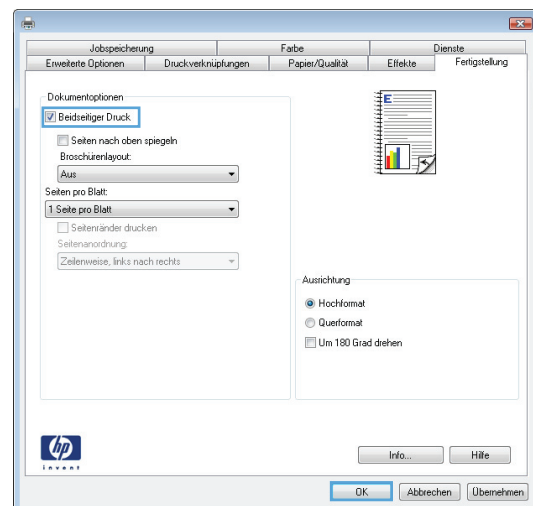 Jobspeicherung Farbe Dienste
Erweiterte Optionen Druckverknüpfungen Papier/Qualität Effekte Fertigstellung
Dokumentoptionen
Beidseitiger Druck
Seiten nach oben spiegeln
Broschürenlayout:
Aus
Seiten pro Blatt:
1 Seite pro Blatt
Seitenränder drucken
Seitenanordnung:
Zeilenweise, links nach rechts
E
Ausrichtung
Hochformat
Querformat
Um 180 Grad drehen
hp
invent
Info... Hilfe
OK Abbrechen Übernehmen